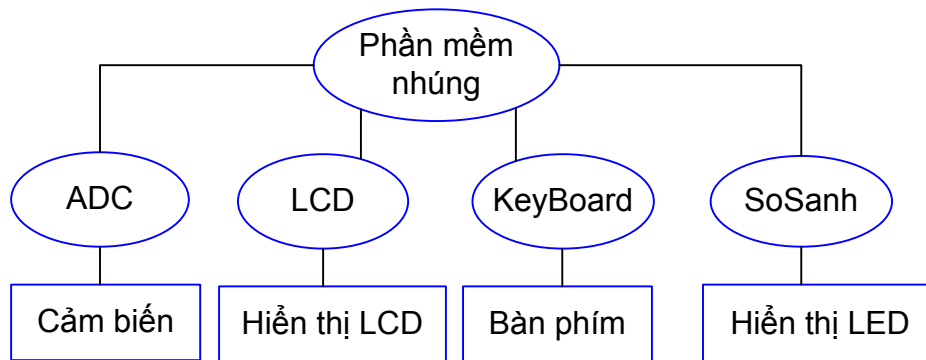 Phần mềm
nhúng
ADC
LCD
KeyBoard
SoSanh
Cảm biến
Hiển thị LCD
Bàn phím
Hiển thị LED